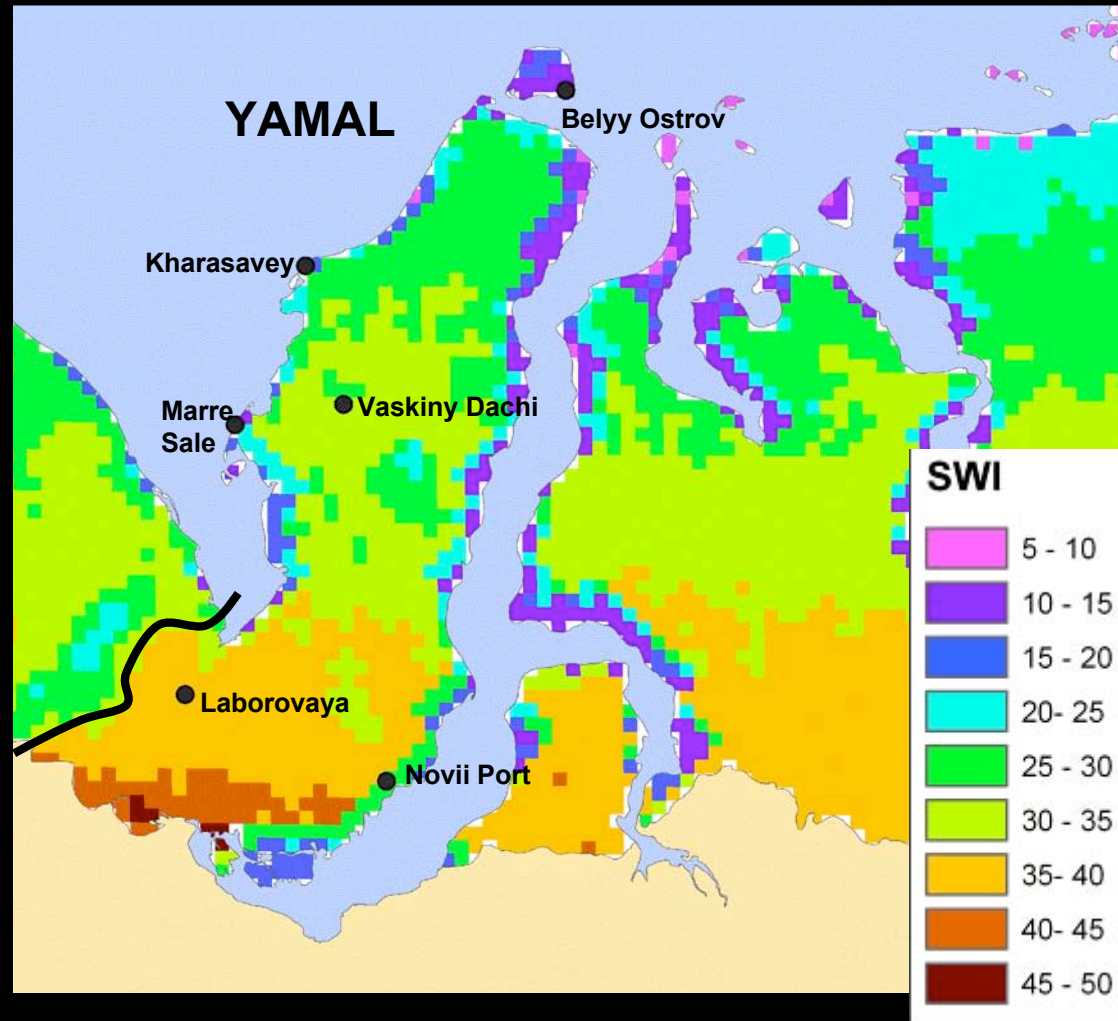 YAMAL
Belyy Ostrov
Kharasavey
Marre
Sale
Vaskiny Dachi
Laborovaya
Novii Port
SWI
5 - 10
10 - 15
15 - 20
20- 25
25 - 30
30 - 35
35- 40
40- 45
45 - 50